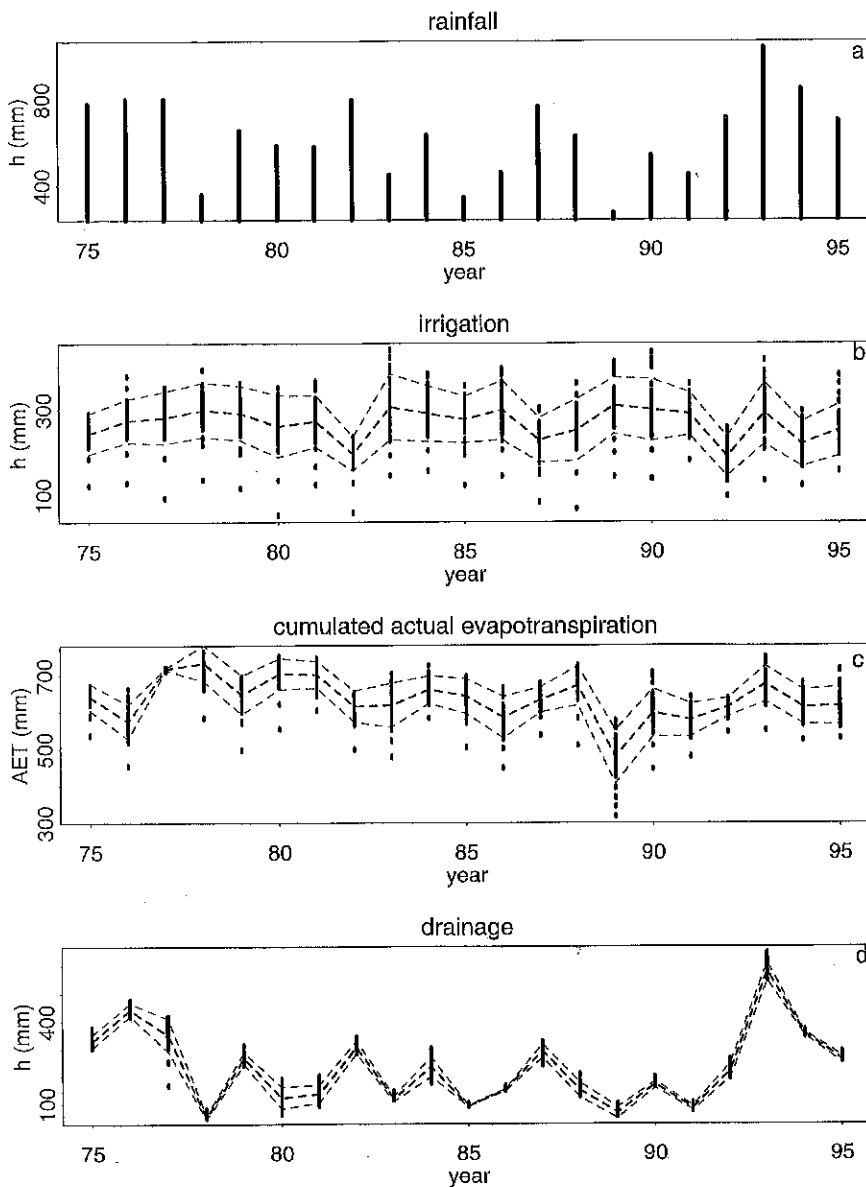 rainfall
a
h (mm)
800
400
75 80 85 90 95
year
irrigation
b
h (mm)
300
100
75 80 85 90 95
year
cumulated actual evapotranspiration
c
AET (mm)
700
500
300
75 80 85 90 95
year
drainage
d
h (mm)
400
100
75 80 85 90 95
year